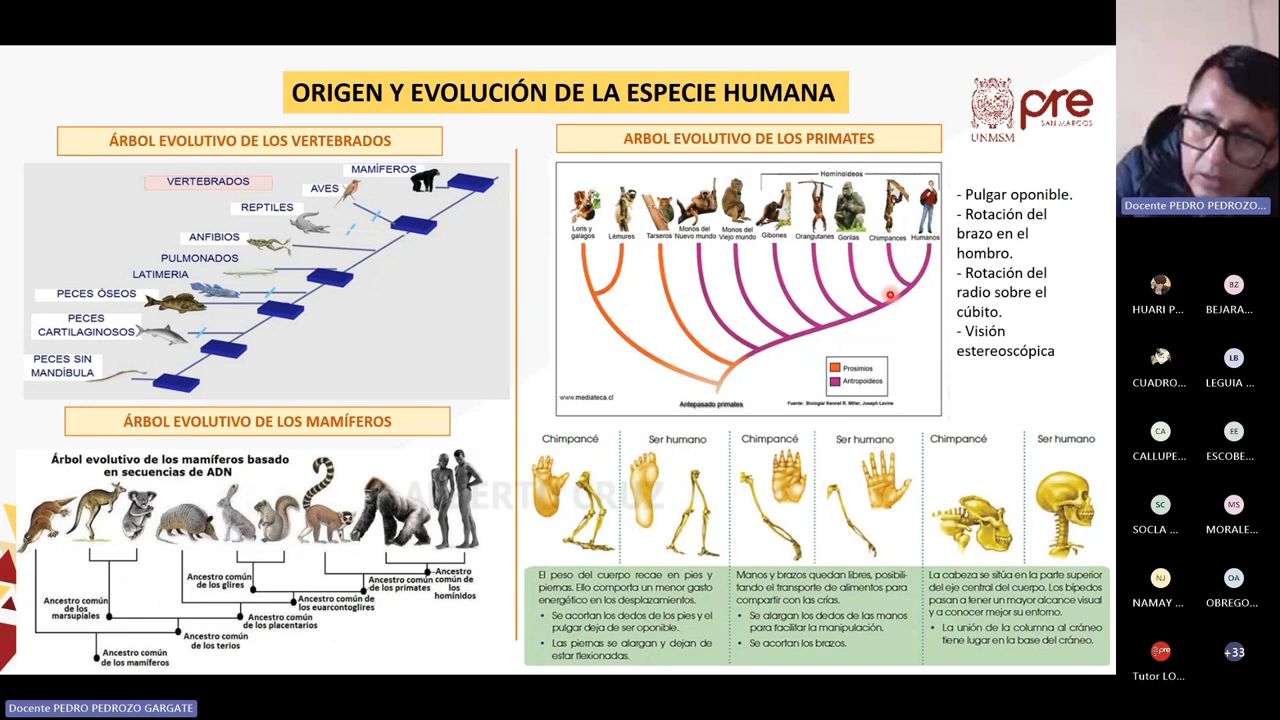 ORIGEN Y EVOLUCIÓN DE LA ESPECIE HUMANA
pre
SAN MARCOS
UNMSM
ÁRBOL EVOLUTIVO DE LOS VERTEBRADOS
VERTEBRADOS
MAMÍFEROS
AVES
REPTILES
ANFIBIOS
PULMONADOS
LATIMERIA
PECES ÓSEOS
PECES
CARTILAGINOSOS
PECES SIN
MANDÍBULA
ÁRBOL EVOLUTIVO DE LOS MAMÍFEROS
Árbol evolutivo de los mamíferos basado
en secuencias de ADN
Ancestro común
de los glires
Ancestro común
de los primates
Ancestro
común de
los
homínidos
Ancestro
común
de los
marsupiales
Ancestro común de
los euarcontoglires
Ancestro común
de los placentarios
Ancestro común
de los terios
Ancestro común
de los mamíferos
ARBOL EVOLUTIVO DE LOS PRIMATES
Hominoideos
Loris y
galagos
Lémures
Tarseros
Monos del
Nuevo mundo
Monos del
Viejo mundo
Gibones
Orangutanes
Gorilas
Chimpances
Humanos
Prosimios
Antropoideos
www.mediateca.cl
Antepasado primates
Fuente: Biología/ Kennet R. Miller, Joseph Levine
- Pulgar oponible.
- Rotación del
brazo en el
hombro.
- Rotación del
radio sobre el
cúbito.
- Visión
estereoscópica
Chimpancé
Ser humano
Chimpancé
Ser humano
Chimpancé
Ser humano
El peso del cuerpo recae en pies y
piernas. Ello comporta un menor gasto
energético en los desplazamientos.
• Se acortan los dedos de los pies y el
pulgar deja de ser oponible.
• Las piernas se alargan y dejan de
estar flexionadas.
Manos y brazos quedan libres, posibili-
tando el transporte de alimentos para
compartir con las crías.
• Se alargan los dedos de las manos
para facilitar la manipulación.
• Se acortan los brazos.
La cabeza se sitúa en la parte superior
del eje central del cuerpo. Los bípedos
pasan a tener un mayor alcance visual
y a conocer mejor su entorno.
• La unión de la columna al cráneo
tiene lugar en la base del cráneo.
Docente PEDRO PEDROZO...
HUARI P...
BZ
BEJARA...
CUADRO...
LB
LEGUIA ...
CA
CALLUPE...
EE
ESCOBE...
SC
SOCLA ...
MS
MORALE...
NJ
NAMAY ...
OA
OBREGO...
pre
Tutor LO...
+33
Docente PEDRO PEDROZO GARGATE